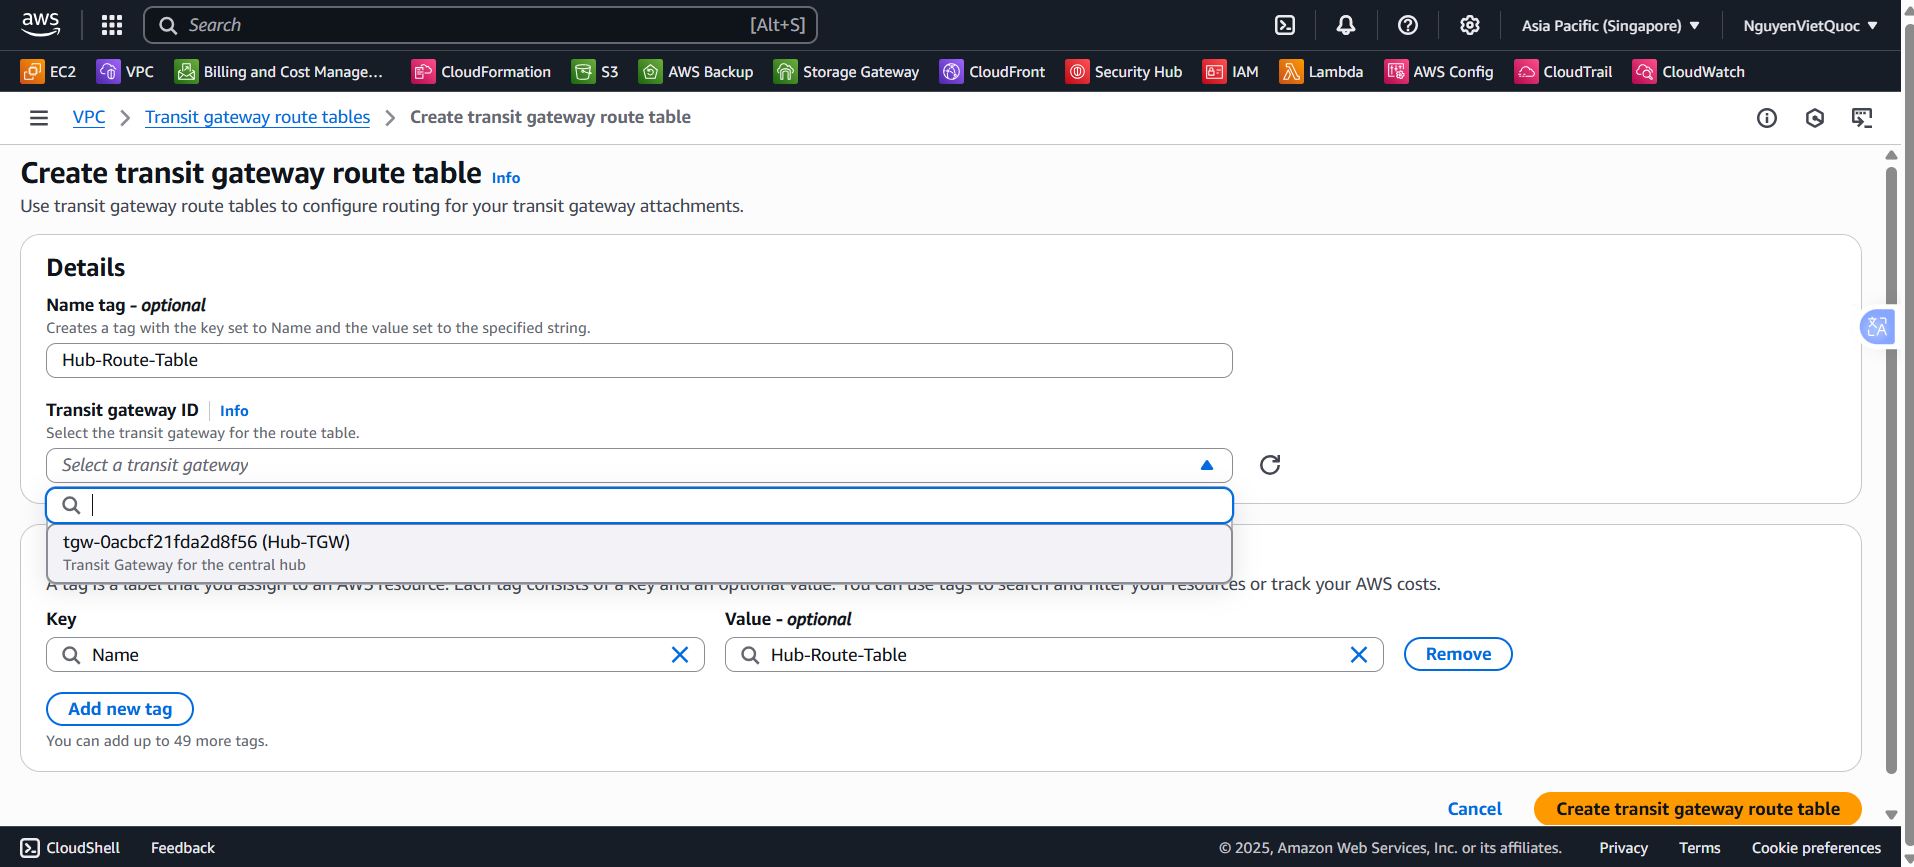 aws
Search
[Alt+S]
Asia Pacific (Singapore)
NguyenVietQuoc
EC2
VPC
Billing and Cost Manage...
CloudFormation
S3
AWS Backup
Storage Gateway
CloudFront
Security Hub
IAM
Lambda
AWS Config
CloudTrail
CloudWatch
VPC
Transit gateway route tables
Create transit gateway route table
Create transit gateway route table Info
Use transit gateway route tables to configure routing for your transit gateway attachments.
Details
Name tag - optional
Creates a tag with the key set to Name and the value set to the specified string.
Hub-Route-Table
Transit gateway ID
Info
Select the transit gateway for the route table.
Select a transit gateway
tgw-0acbcf21fda2d8f56 (Hub-TGW)
Transit Gateway for the central hub
A tag is a label that you assign to an AWS resource. Each tag consists of a key and an optional value. You can use tags to search and filter your resources or track your AWS costs.
Key
Value - optional
Name
Hub-Route-Table
Remove
Add new tag
You can add up to 49 more tags.
Cancel
Create transit gateway route table
CloudShell
Feedback
© 2025, Amazon Web Services, Inc. or its affiliates.
Privacy
Terms
Cookie preferences